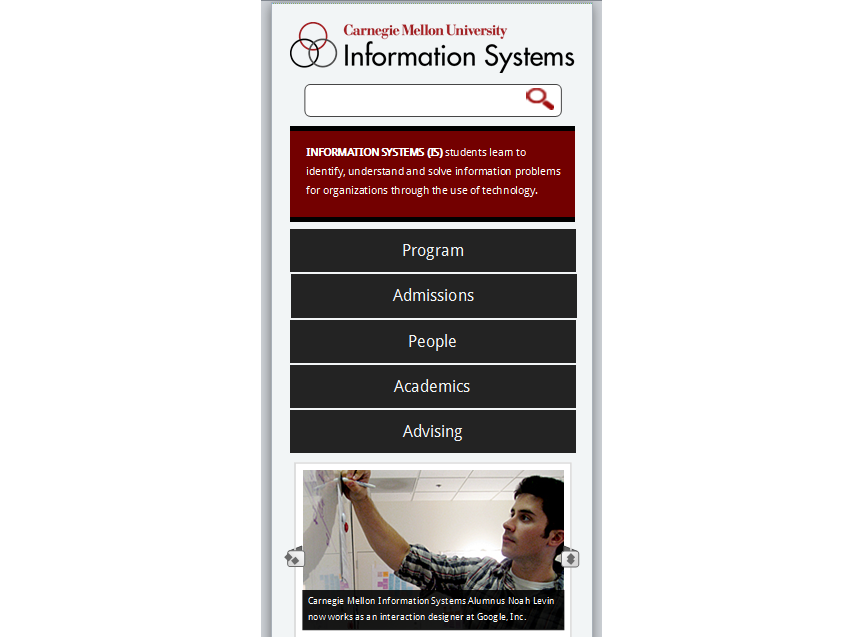 Carnegie Mellon University
Information Systems
INFORMATION SYSTEMS (IS) students learn to
identify, understand and solve information problems
for organizations through the use of technology.
Program
Admissions
People
Academics
Advising
Carnegie Mellon Information Systems Alumnus Noah Levin
now works as an interaction designer at Google, Inc.